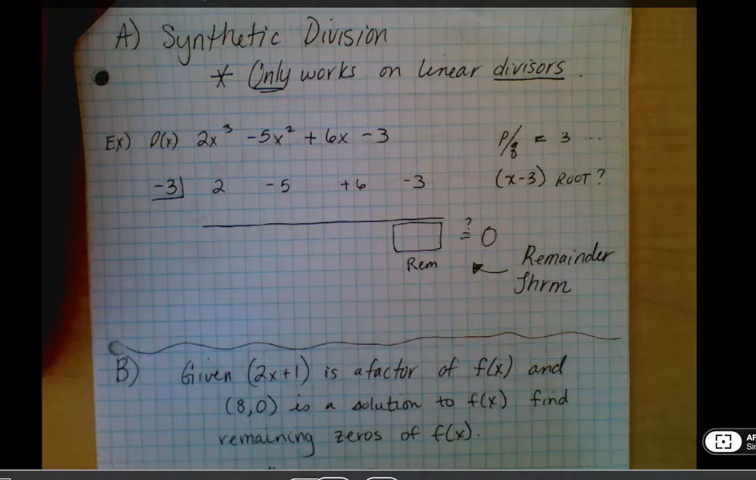 A) Synthetic Division
* Only works on linear divisors.
Ex) P(x) 2x³ -5x² + 6x - 3
P/q = 3 ...
-3| 2 -5 +6 -3
(x-3) ROOT?
?
= 0
Rem
Remainder
Thrm
B) Given (2x+1) is a factor of f(x) and
(8,0) is a solution to f(x) find
remaining zeros of f(x).